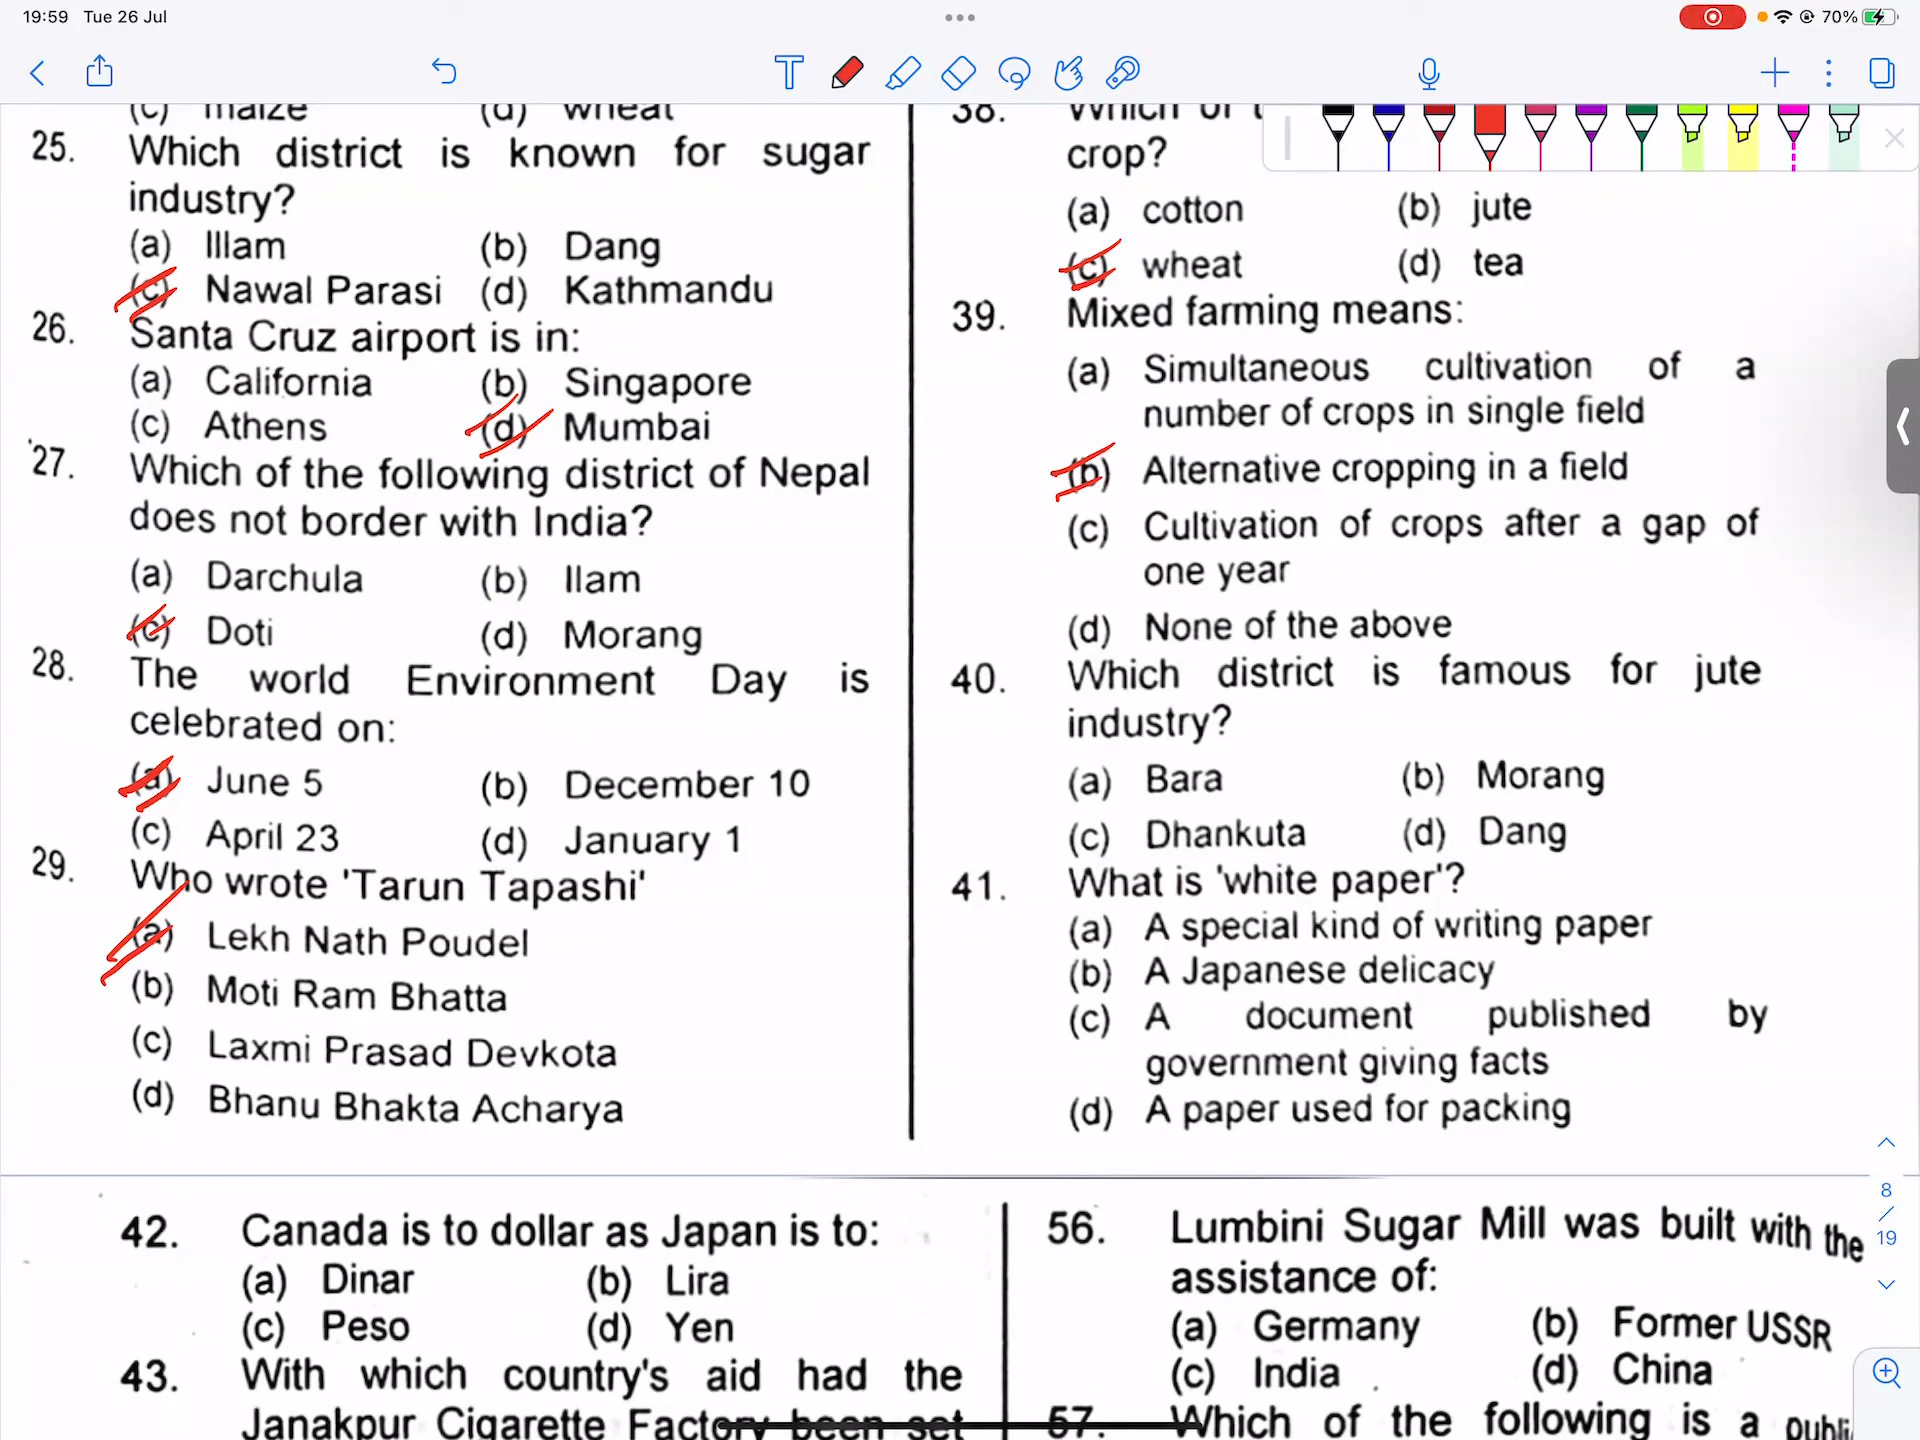 19:59 Tue 26 Jul
70%
(c) maize (d) wheat
25. Which district is known for sugar
industry?
(a) Illam (b) Dang
(c) Nawal Parasi (d) Kathmandu
26. Santa Cruz airport is in:
(a) California (b) Singapore
(c) Athens (d) Mumbai
27. Which of the following district of Nepal
does not border with India?
(a) Darchula (b) Ilam
(c) Doti (d) Morang
28. The world Environment Day is
celebrated on:
(a) June 5 (b) December 10
(c) April 23 (d) January 1
29. Who wrote 'Tarun Tapashi'
(a) Lekh Nath Poudel
(b) Moti Ram Bhatta
(c) Laxmi Prasad Devkota
(d) Bhanu Bhakta Acharya
38. Which of
crop?
(a) cotton (b) jute
(c) wheat (d) tea
39. Mixed farming means:
(a) Simultaneous cultivation of a
number of crops in single field
(b) Alternative cropping in a field
(c) Cultivation of crops after a gap of
one year
(d) None of the above
40. Which district is famous for jute
industry?
(a) Bara (b) Morang
(c) Dhankuta (d) Dang
41. What is 'white paper'?
(a) A special kind of writing paper
(b) A Japanese delicacy
(c) A document published by
government giving facts
(d) A paper used for packing
42. Canada is to dollar as Japan is to:
(a) Dinar (b) Lira
(c) Peso (d) Yen
43. With which country's aid had the
Janakpur Cigarette Factory been set
56. Lumbini Sugar Mill was built with the
assistance of:
(a) Germany (b) Former USSR
(c) India (d) China
57. Which of the following is a
8
/
19